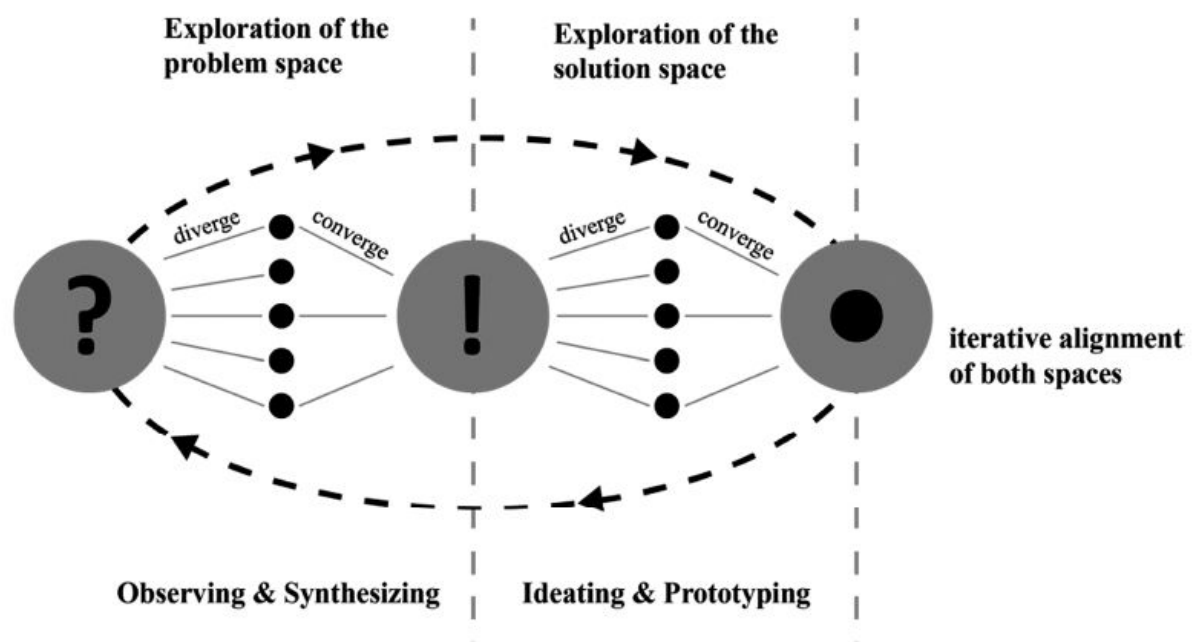 Exploration of the
problem space
Exploration of the
solution space
diverge
converge
diverge
converge
?
!
iterative alignment
of both spaces
Observing & Synthesizing
Ideating & Prototyping